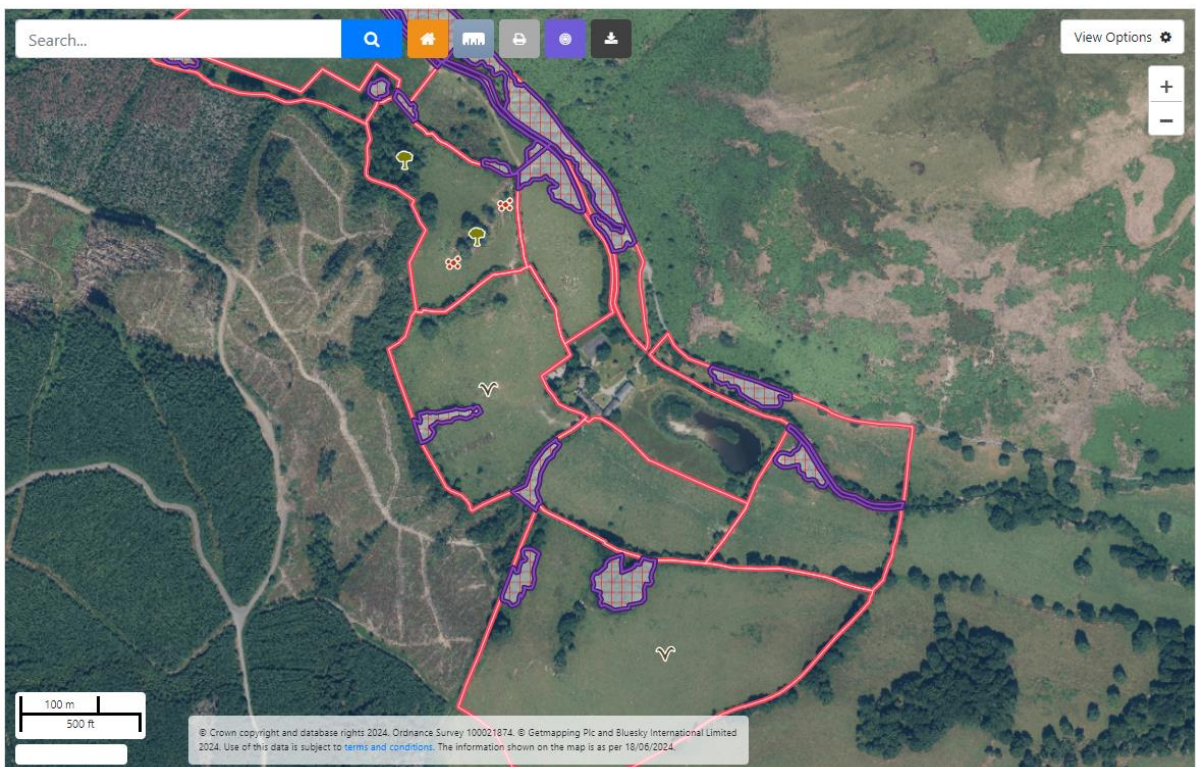 Search...
View Options
+
−
100 m
500 ft
© Crown copyright and database rights 2024. Ordnance Survey 100021874. © Getmapping Plc and Bluesky International Limited
2024. Use of this data is subject to terms and conditions. The information shown on the map is as per 18/06/2024.